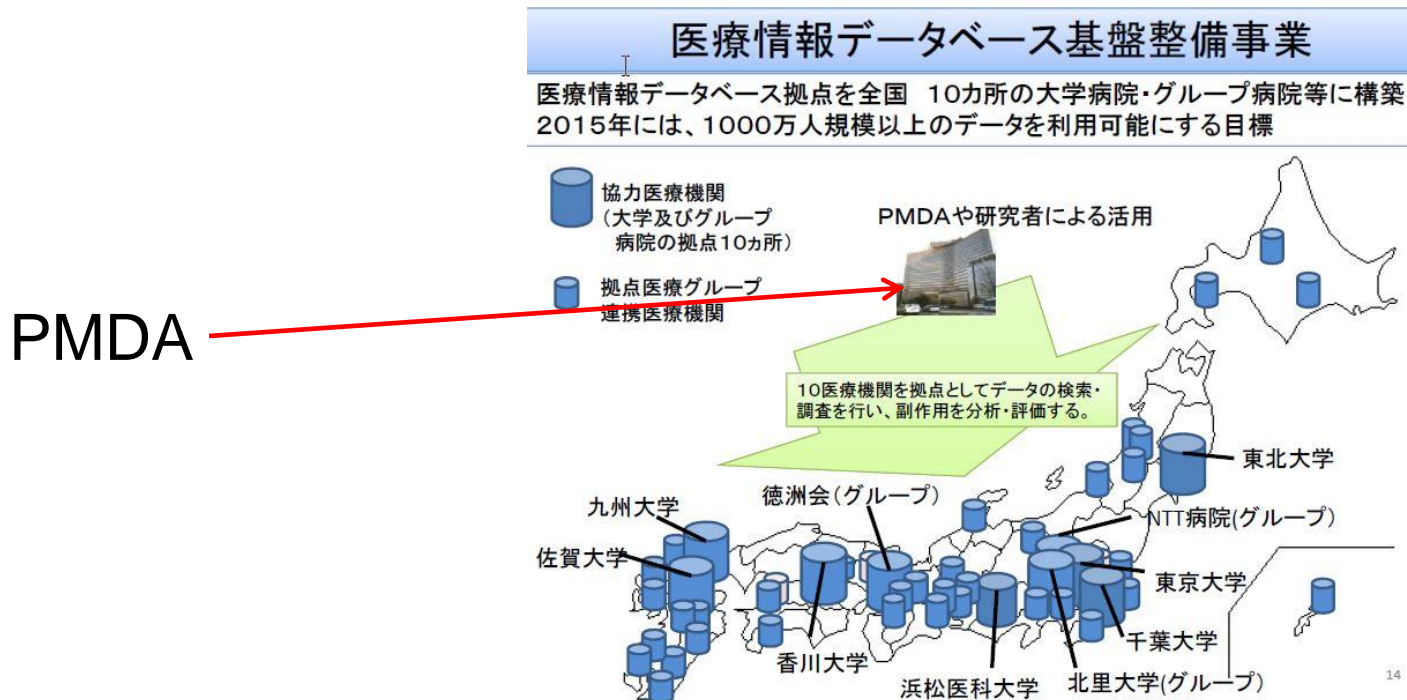 医療情報データベース基盤整備事業
医療情報データベース拠点を全国　10カ所の大学病院・グループ病院等に構築
2015年には、1000万人規模以上のデータを利用可能にする目標
協力医療機関
(大学及びグループ
病院の拠点10ヵ所)
PMDAや研究者による活用
拠点医療グループ
連携医療機関
PMDA
10医療機関を拠点としてデータの検索・
調査を行い、副作用を分析・評価する。
東北大学
徳洲会(グループ)
九州大学
NTT病院(グループ)
佐賀大学
東京大学
千葉大学
香川大学
北里大学(グループ)
浜松医科大学
14